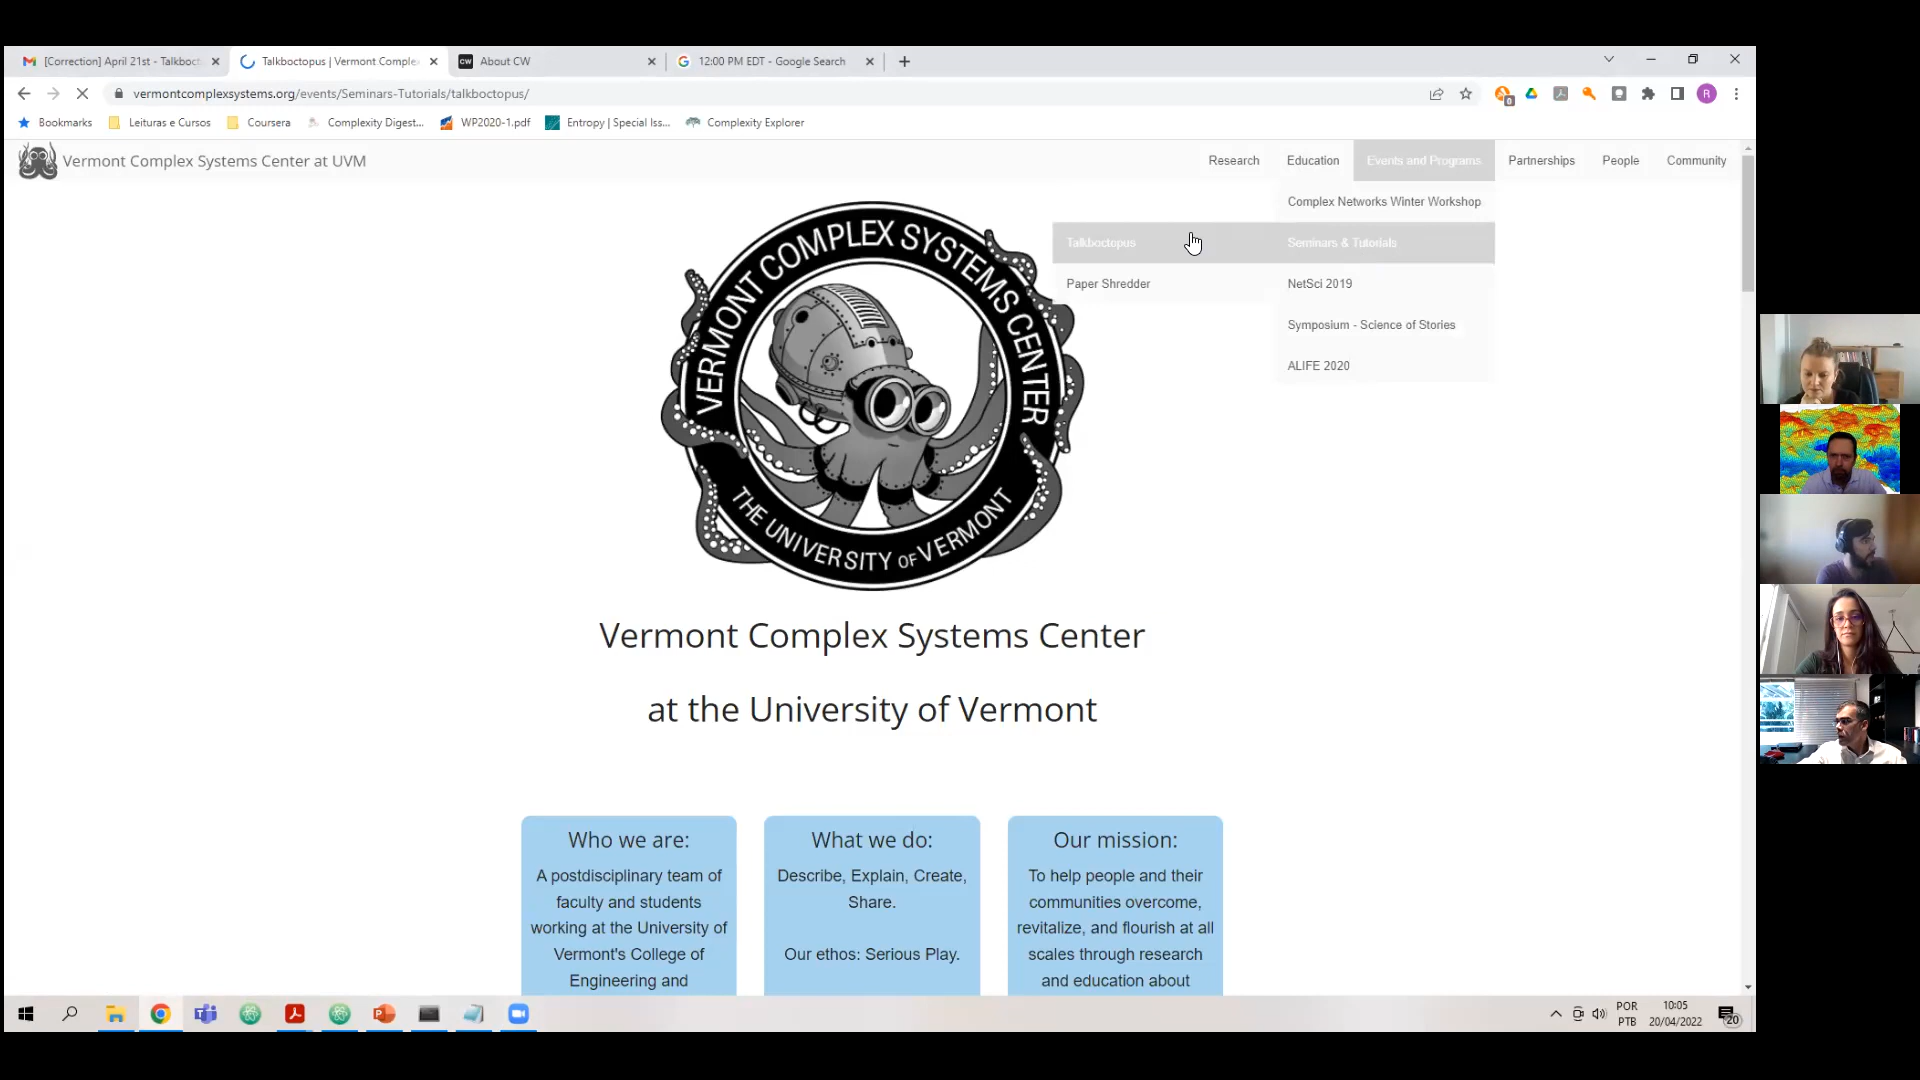 [Correction] April 21st - Talkboct
Talkboctopus | Vermont Comple
CW About CW
12:00 PM EDT - Google Search
vermontcomplexsystems.org/events/Seminars-Tutorials/talkboctopus/
0
R
Bookmarks
Leituras e Cursos
Coursera
Complexity Digest...
WP2020-1.pdf
Entropy | Special Iss...
Complexity Explorer
Vermont Complex Systems Center at UVM
Research
Education
Events and Programs
Partnerships
People
Community
Complex Networks Winter Workshop
Talkboctopus
Seminars & Tutorials
Paper Shredder
NetSci 2019
Symposium - Science of Stories
ALIFE 2020
VERMONT COMPLEX SYSTEMS CENTER
THE UNIVERSITY OF VERMONT
Vermont Complex Systems Center
at the University of Vermont
Who we are:
A postdisciplinary team of
faculty and students
working at the University of
Vermont's College of
Engineering and
What we do:
Describe, Explain, Create,
Share.
Our ethos: Serious Play.
Our mission:
To help people and their
communities overcome,
revitalize, and flourish at all
scales through research
and education about
POR
PTB
10:05
20/04/2022
20